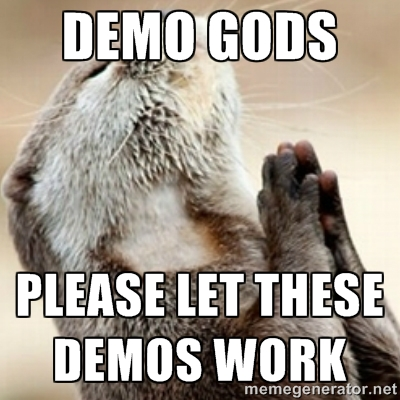 DEMO GODS
PLEASE LET THESE
DEMOS WORK
memegenerator.net